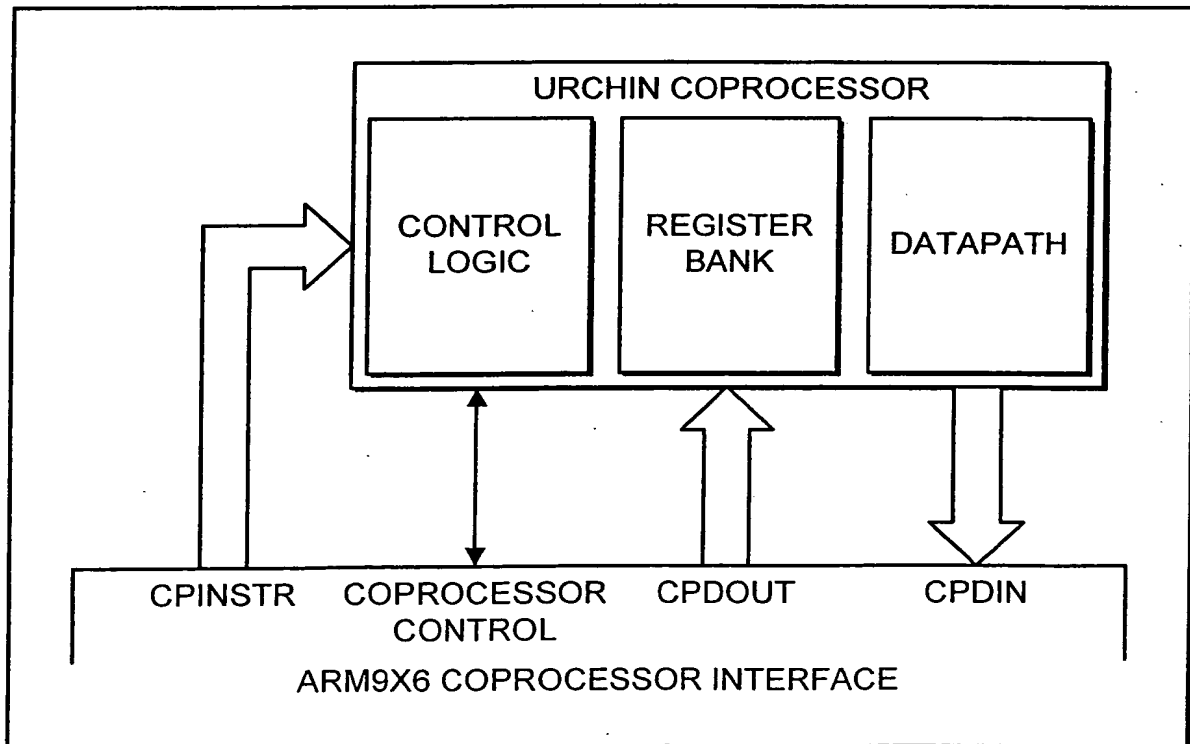 URCHIN COPROCESSOR
CONTROL
LOGIC
REGISTER
BANK
DATAPATH
CPINSTR
COPROCESSOR
CONTROL
CPDOUT
CPDIN
ARM9X6 COPROCESSOR INTERFACE